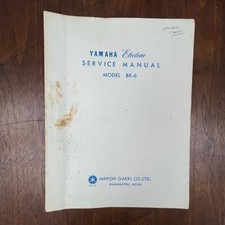 YAMAHA Electone
SERVICE MANUAL
MODEL BK-6
NIPPON GAKKI CO., LTD.
HAMAMATSU, JAPAN